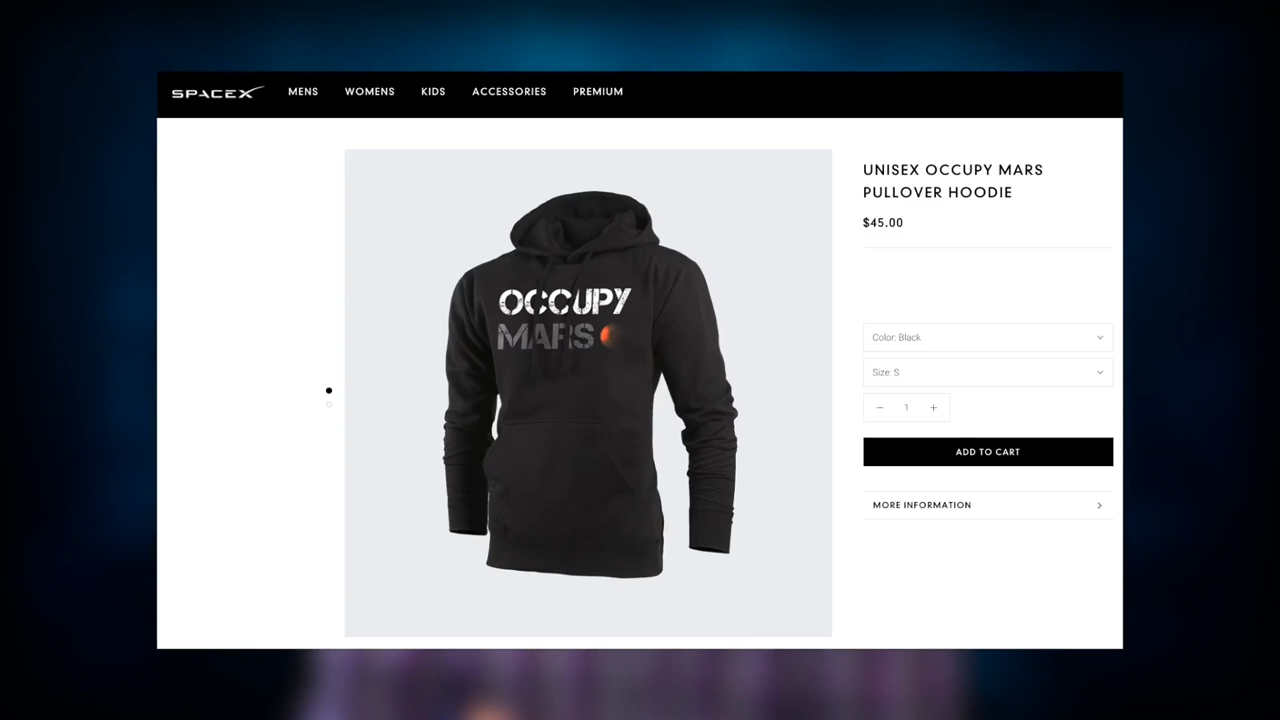 SPACEX
MENS WOMENS KIDS ACCESSORIES PREMIUM
OCCUPY
MARS
UNISEX OCCUPY MARS
PULLOVER HOODIE
$45.00
Color: Black
Size: S
− 1 +
ADD TO CART
MORE INFORMATION